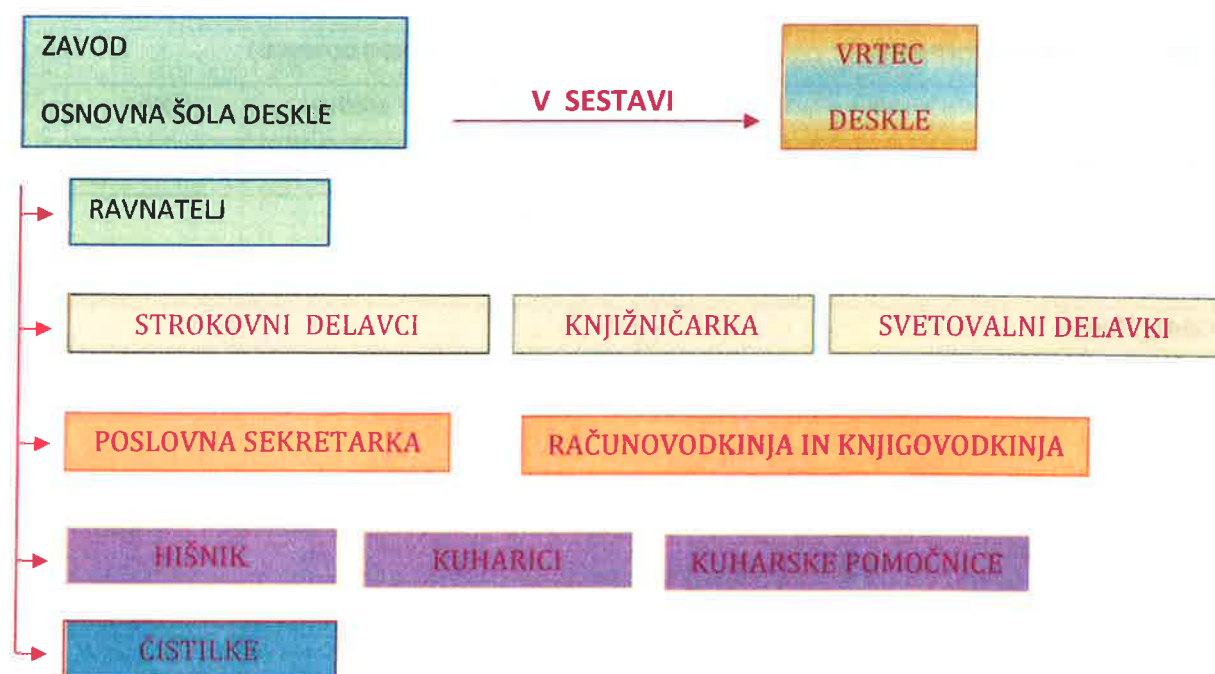 ZAVOD
OSNOVNA ŠOLA DESKLE
V SESTAVI
VRTEC
DESKLE
RAVNATELJ
STROKOVNI DELAVCI
KNJIŽNIČARKA
SVETOVALNI DELAVKI
POSLOVNA SEKRETARKA
RAČUNOVODKINJA IN KNJIGOVODKINJA
HIŠNIK
KUHARICI
KUHARSKE POMOČNICE
ČISTILKE